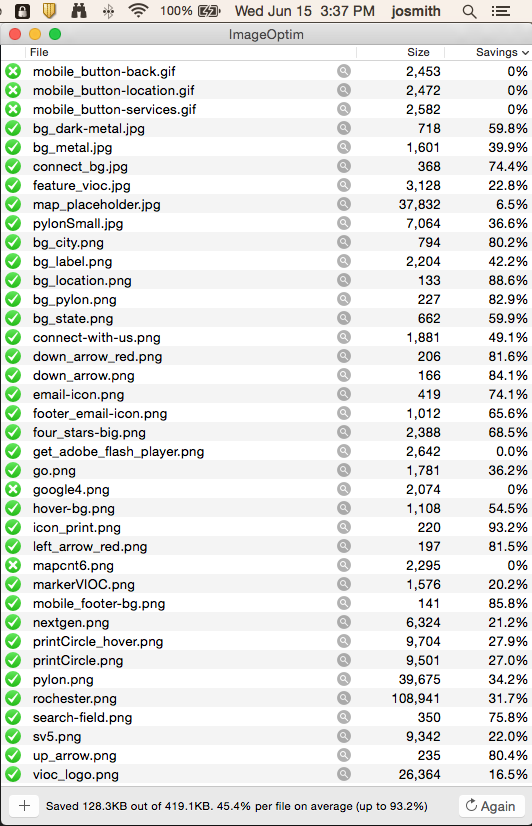 100% Wed Jun 15 3:37 PM josmith
ImageOptim
File Size Savings
mobile_button-back.gif 2,453 0%
mobile_button-location.gif 2,472 0%
mobile_button-services.gif 2,582 0%
bg_dark-metal.jpg 718 59.8%
bg_metal.jpg 1,601 39.9%
connect_bg.jpg 368 74.4%
feature_vioc.jpg 3,128 22.8%
map_placeholder.jpg 37,832 6.5%
pylonSmall.jpg 7,064 36.6%
bg_city.png 794 80.2%
bg_label.png 2,204 42.2%
bg_location.png 133 88.6%
bg_pylon.png 227 82.9%
bg_state.png 662 59.9%
connect-with-us.png 1,881 49.1%
down_arrow_red.png 206 81.6%
down_arrow.png 166 84.1%
email-icon.png 419 74.1%
footer_email-icon.png 1,012 65.6%
four_stars-big.png 2,388 68.5%
get_adobe_flash_player.png 2,642 0.0%
go.png 1,781 36.2%
google4.png 2,074 0%
hover-bg.png 1,108 54.5%
icon_print.png 220 93.2%
left_arrow_red.png 197 81.5%
mapcnt6.png 2,295 0%
markerVIOC.png 1,576 20.2%
mobile_footer-bg.png 141 85.8%
nextgen.png 6,324 21.2%
printCircle_hover.png 9,704 27.9%
printCircle.png 9,501 27.0%
pylon.png 39,675 34.2%
rochester.png 108,941 31.7%
search-field.png 350 75.8%
sv5.png 9,342 22.0%
up_arrow.png 235 80.4%
vioc_logo.png 26,364 16.5%
+ Saved 128.3KB out of 419.1KB. 45.4% per file on average (up to 93.2%) Again